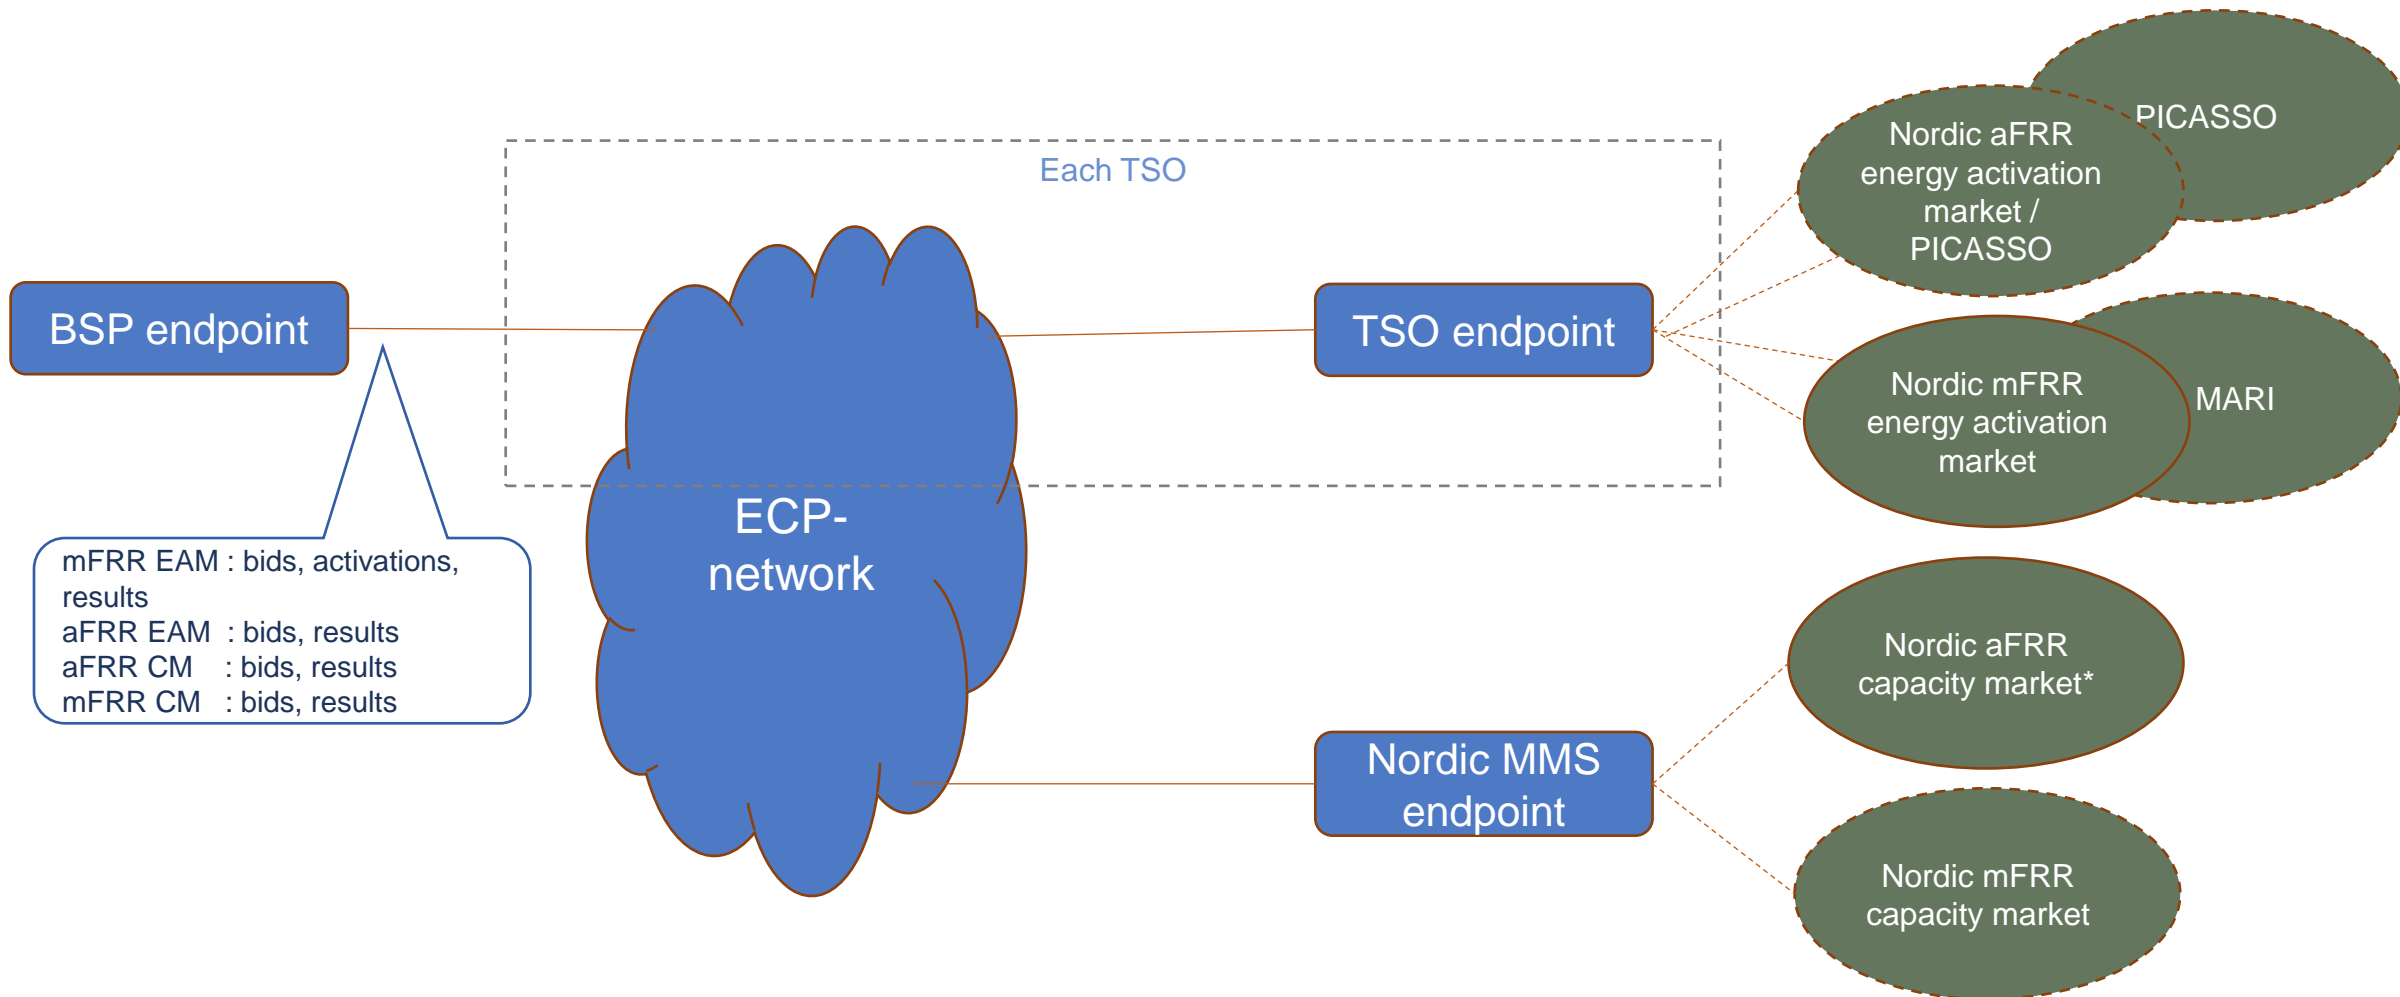 PICASSO
Nordic aFRR
energy activation
market /
PICASSO
Each TSO
BSP endpoint
TSO endpoint
Nordic mFRR
energy activation
market
MARI
ECP-
network
mFRR EAM : bids, activations,
results
aFRR EAM : bids, results
aFRR CM : bids, results
mFRR CM : bids, results
Nordic aFRR
capacity market*
Nordic MMS
endpoint
Nordic mFRR
capacity market